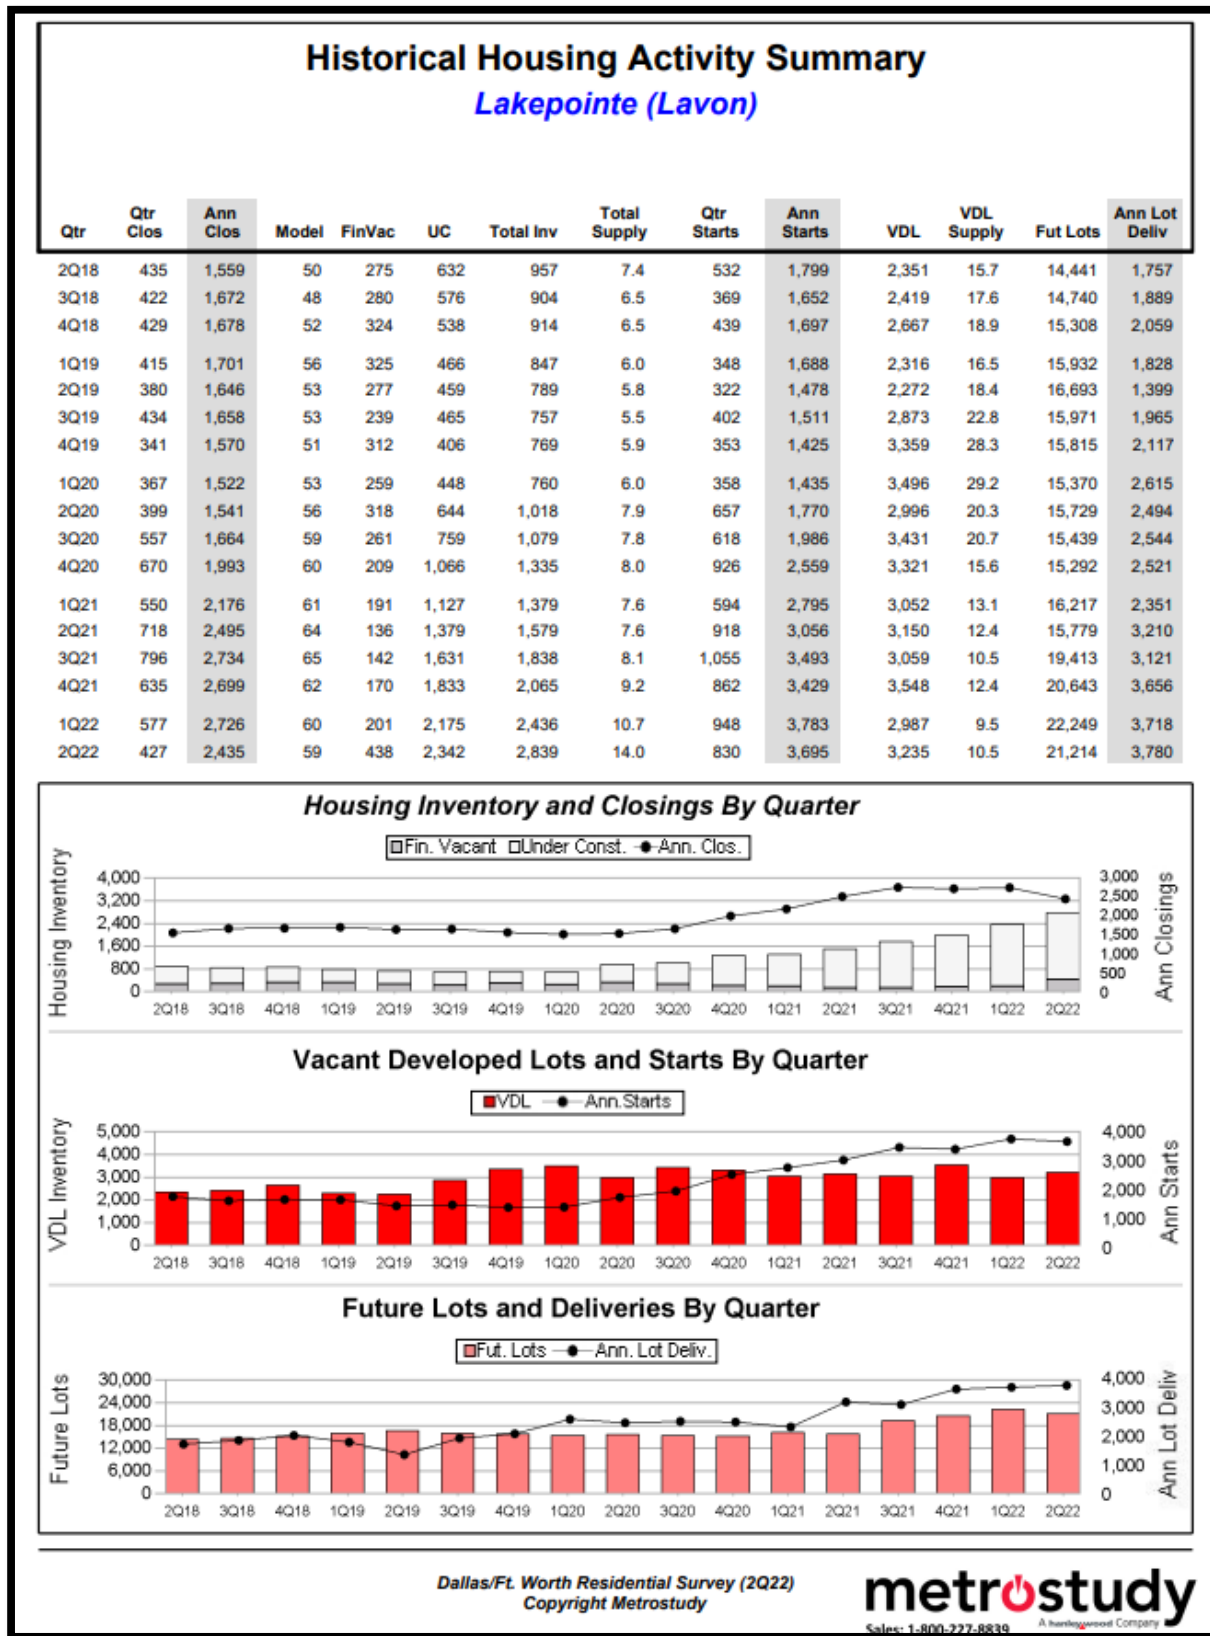 Historical Housing Activity Summary
Lakepointe (Lavon)
Qtr Qtr Clos Ann Clos Model FinVac UC Total Inv Total Supply Qtr Starts Ann Starts VDL VDL Supply Fut Lots Ann Lot Deliv
2Q18 435 1,559 50 275 632 957 7.4 532 1,799 2,351 15.7 14,441 1,757
3Q18 422 1,672 48 280 576 904 6.5 369 1,652 2,419 17.6 14,740 1,889
4Q18 429 1,678 52 324 538 914 6.5 439 1,697 2,667 18.9 15,308 2,059
1Q19 415 1,701 56 325 466 847 6.0 348 1,688 2,316 16.5 15,932 1,828
2Q19 380 1,646 53 277 459 789 5.8 322 1,478 2,272 18.4 16,693 1,399
3Q19 434 1,658 53 239 465 757 5.5 402 1,511 2,873 22.8 15,971 1,965
4Q19 341 1,570 51 312 406 769 5.9 353 1,425 3,359 28.3 15,815 2,117
1Q20 367 1,522 53 259 448 760 6.0 358 1,435 3,496 29.2 15,370 2,615
2Q20 399 1,541 56 318 644 1,018 7.9 657 1,770 2,996 20.3 15,729 2,494
3Q20 557 1,664 59 261 759 1,079 7.8 618 1,986 3,431 20.7 15,439 2,544
4Q20 670 1,993 60 209 1,066 1,335 8.0 926 2,559 3,321 15.6 15,292 2,521
1Q21 550 2,176 61 191 1,127 1,379 7.6 594 2,795 3,052 13.1 16,217 2,351
2Q21 718 2,495 64 136 1,379 1,579 7.6 918 3,056 3,150 12.4 15,779 3,210
3Q21 796 2,734 65 142 1,631 1,838 8.1 1,055 3,493 3,059 10.5 19,413 3,121
4Q21 635 2,699 62 170 1,833 2,065 9.2 862 3,429 3,548 12.4 20,643 3,656
1Q22 577 2,726 60 201 2,175 2,436 10.7 948 3,783 2,987 9.5 22,249 3,718
2Q22 427 2,435 59 438 2,342 2,839 14.0 830 3,695 3,235 10.5 21,214 3,780
Housing Inventory and Closings By Quarter
Fin. Vacant Under Const. Ann. Clos.
Housing Inventory
4,000
3,200
2,400
1,600
800
0
3,000
2,500
2,000
1,500
1,000
500
0
Ann Closings
2Q18 3Q18 4Q18 1Q19 2Q19 3Q19 4Q19 1Q20 2Q20 3Q20 4Q20 1Q21 2Q21 3Q21 4Q21 1Q22 2Q22
Vacant Developed Lots and Starts By Quarter
VDL Ann.Starts
VDL Inventory
5,000
4,000
3,000
2,000
1,000
0
4,000
3,000
2,000
1,000
0
Ann Starts
2Q18 3Q18 4Q18 1Q19 2Q19 3Q19 4Q19 1Q20 2Q20 3Q20 4Q20 1Q21 2Q21 3Q21 4Q21 1Q22 2Q22
Future Lots and Deliveries By Quarter
Fut. Lots Ann. Lot Deliv.
Future Lots
30,000
24,000
18,000
12,000
6,000
0
4,000
3,000
2,000
1,000
0
Ann Lot Deliv
2Q18 3Q18 4Q18 1Q19 2Q19 3Q19 4Q19 1Q20 2Q20 3Q20 4Q20 1Q21 2Q21 3Q21 4Q21 1Q22 2Q22
Dallas/Ft. Worth Residential Survey (2Q22)
Copyright Metrostudy
metrostudy
A hanleywood Company
Sales: 1-800-227-8839